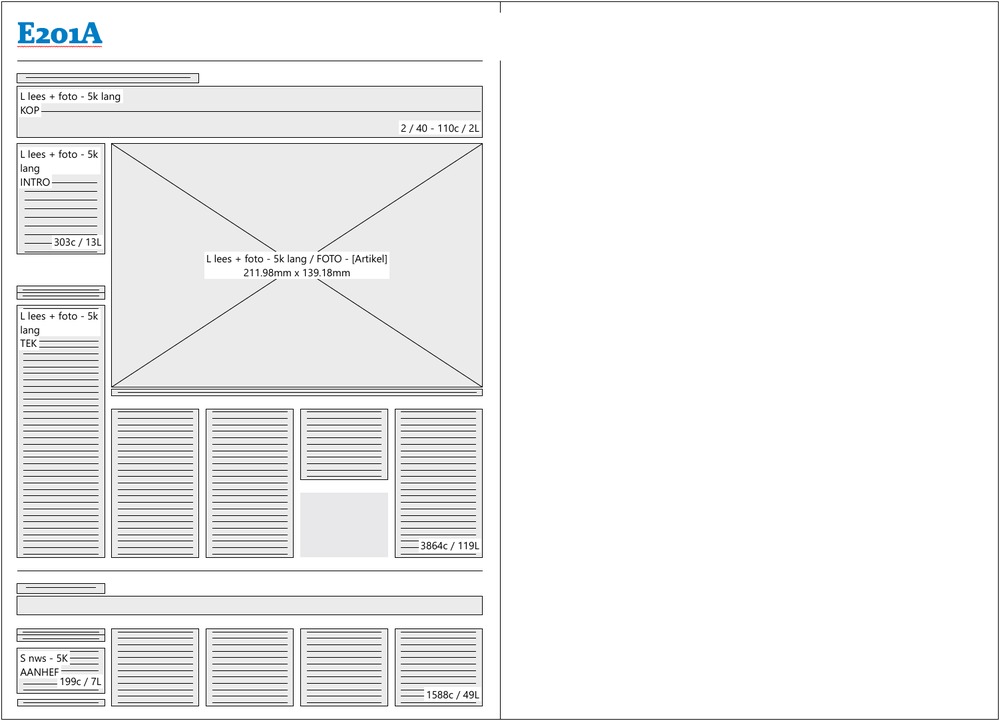 E201A
L lees + foto - 5k lang
KOP
2 / 40 - 110c / 2L
L lees + foto - 5k
lang
INTRO
303c / 13L
L lees + foto - 5k lang / FOTO - [Artikel]
211.98mm x 139.18mm
L lees + foto - 5k
lang
TEK
3864c / 119L
S nws - 5K
AANHEF
199c / 7L
1588c / 49L